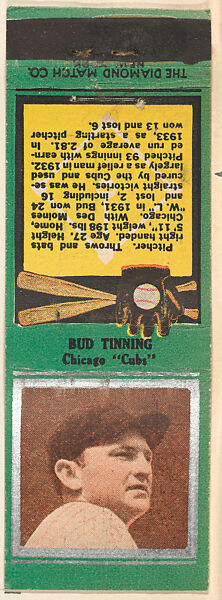 Pitcher. Throws and bats
right handed. Age 27. Height
5'11", weight 198 lbs. Home,
Chicago. With Des Moines
"W. L." in 1931, Bud won 24
and lost 2, including 16
straight victories. He was se-
cured by the Cubs and used
largely as relief man in 1932.
Pitched 93 innings with earn-
ed run average of 2.81. In
1933, as starting pitcher
won 13 and lost 6.
THE DIAMOND MATCH CO.
NEW YORK
BUD TINNING
Chicago "Cubs"